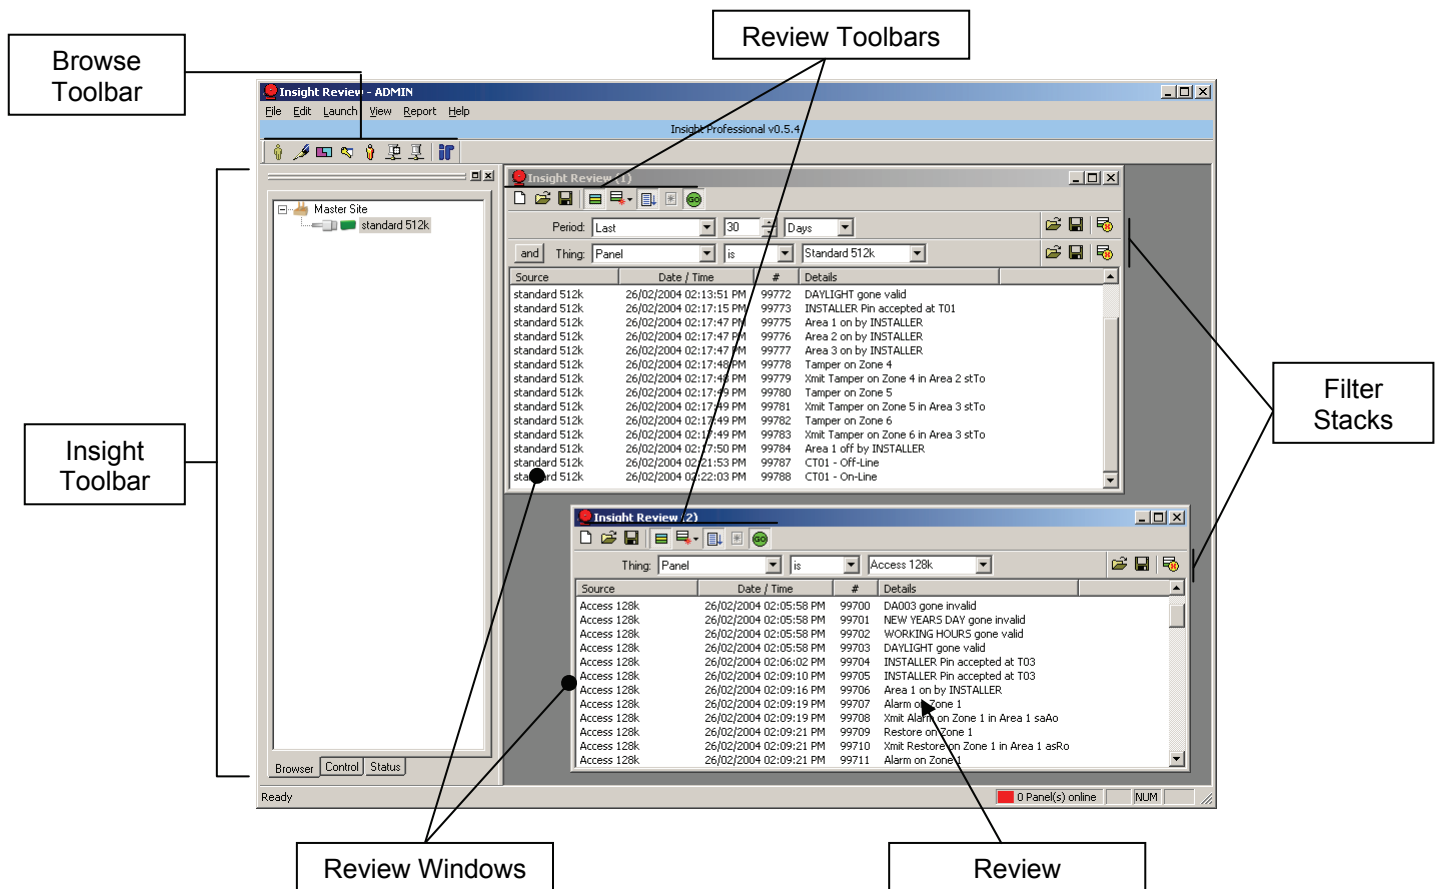 Review Toolbars
Browse
Toolbar
Insight Review - ADMIN
File Edit Launch View Report Help
Insight Professional v0.5.4
Insight Review (1)
Master Site
standard 512k
Period: Last 30 Days
and Thing: Panel is Standard 512k
Source Date / Time # Details
standard 512k 26/02/2004 02:13:51 PM 99772 DAYLIGHT gone valid
standard 512k 26/02/2004 02:17:15 PM 99773 INSTALLER Pin accepted at T01
standard 512k 26/02/2004 02:17:47 PM 99775 Area 1 on by INSTALLER
standard 512k 26/02/2004 02:17:47 PM 99776 Area 2 on by INSTALLER
standard 512k 26/02/2004 02:17:47 PM 99777 Area 3 on by INSTALLER
standard 512k 26/02/2004 02:17:48 PM 99778 Tamper on Zone 4
standard 512k 26/02/2004 02:17:48 PM 99779 Xmit Tamper on Zone 4 in Area 2 stTo
standard 512k 26/02/2004 02:17:49 PM 99780 Tamper on Zone 5
standard 512k 26/02/2004 02:17:49 PM 99781 Xmit Tamper on Zone 5 in Area 3 stTo
standard 512k 26/02/2004 02:17:49 PM 99782 Tamper on Zone 6
standard 512k 26/02/2004 02:17:49 PM 99783 Xmit Tamper on Zone 6 in Area 3 stTo
standard 512k 26/02/2004 02:17:50 PM 99784 Area 1 off by INSTALLER
standard 512k 26/02/2004 02:21:53 PM 99787 CT01 - Off-Line
standard 512k 26/02/2004 02:22:03 PM 99788 CT01 - On-Line
Filter
Stacks
Insight
Toolbar
Insight Review (2)
GO
Thing: Panel is Access 128k
Source Date / Time # Details
Access 128k 26/02/2004 02:05:58 PM 99700 DA003 gone invalid
Access 128k 26/02/2004 02:05:58 PM 99701 NEW YEARS DAY gone invalid
Access 128k 26/02/2004 02:05:58 PM 99702 WORKING HOURS gone valid
Access 128k 26/02/2004 02:05:58 PM 99703 DAYLIGHT gone valid
Access 128k 26/02/2004 02:06:02 PM 99704 INSTALLER Pin accepted at T03
Access 128k 26/02/2004 02:09:10 PM 99705 INSTALLER Pin accepted at T03
Access 128k 26/02/2004 02:09:16 PM 99706 Area 1 on by INSTALLER
Access 128k 26/02/2004 02:09:19 PM 99707 Alarm on Zone 1
Access 128k 26/02/2004 02:09:19 PM 99708 Xmit Alarm on Zone 1 in Area 1 saAo
Access 128k 26/02/2004 02:09:21 PM 99709 Restore on Zone 1
Access 128k 26/02/2004 02:09:21 PM 99710 Xmit Restore on Zone 1 in Area 1 asRo
Access 128k 26/02/2004 02:09:21 PM 99711 Alarm on Zone 1
Browser Control Status
Ready 0 Panel(s) online NUM
Review Windows
Review